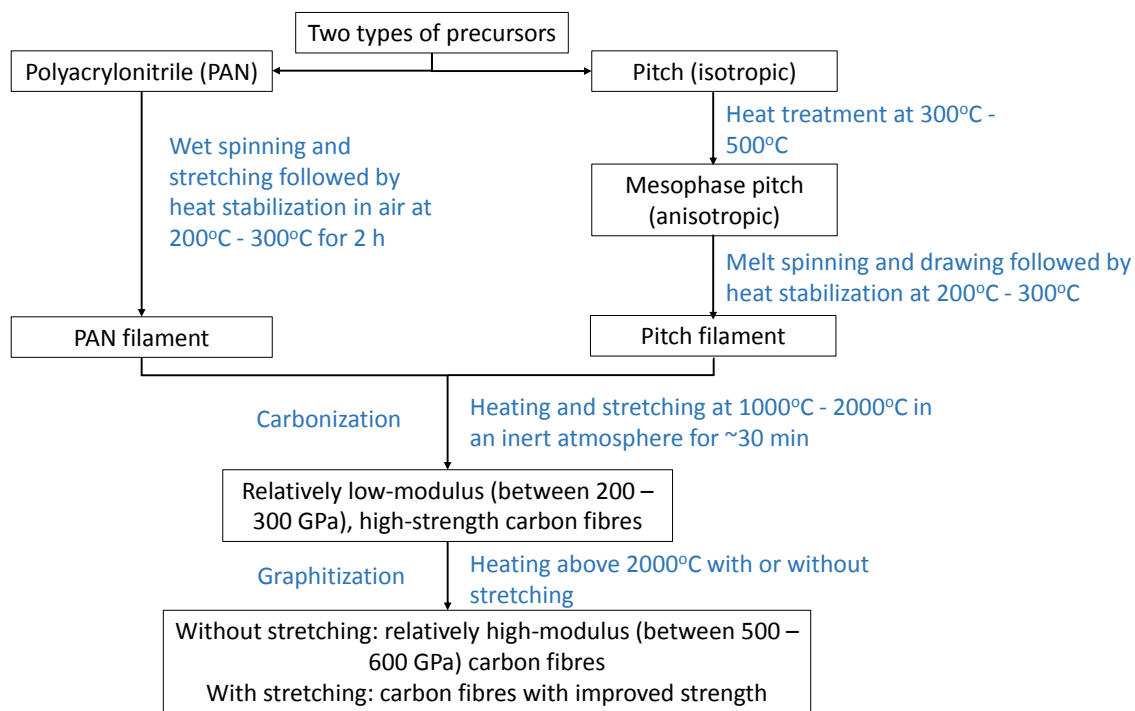 Two types of precursors
Polyacrylonitrile (PAN)
Pitch (isotropic)
Heat treatment at 300°C -
500°C
Wet spinning and
stretching followed by
heat stabilization in air at
200°C - 300°C for 2 h
Mesophase pitch
(anisotropic)
Melt spinning and drawing followed by
heat stabilization at 200°C - 300°C
PAN filament
Pitch filament
Carbonization
Heating and stretching at 1000°C - 2000°C in
an inert atmosphere for ~30 min
Relatively low-modulus (between 200 –
300 GPa), high-strength carbon fibres
Graphitization
Heating above 2000°C with or without
stretching
Without stretching: relatively high-modulus (between 500 –
600 GPa) carbon fibres
With stretching: carbon fibres with improved strength